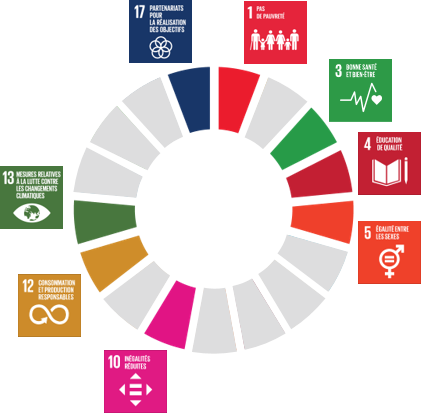 17 PARTENARIATS
POUR
LA RÉALISATION
DES OBJECTIFS
1 PAS
DE PAUVRETÉ
3 BONNE SANTÉ
ET BIEN-ÊTRE
4 ÉDUCATION
DE QUALITÉ
5 ÉGALITÉ ENTRE
LES SEXES
10 INÉGALITÉS
RÉDUITES
12 CONSOMMATION
ET PRODUCTION
RESPONSABLES
13 MESURES RELATIVES
À LA LUTTE CONTRE
LES CHANGEMENTS
CLIMATIQUES